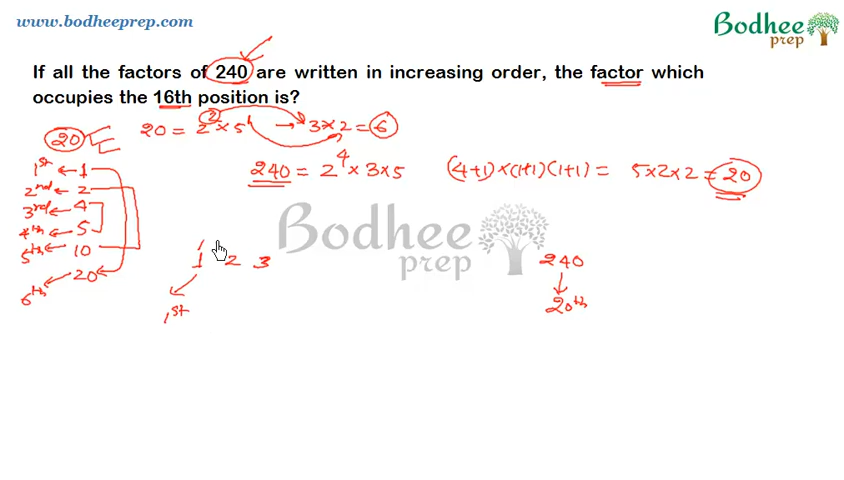 www.bodheeprep.com
Bodhee
prep
If all the factors of 240 are written in increasing order, the factor which
occupies the 16th position is?
20
20 = 2² × 5¹ → 3 × 2 = 6
240 = 2⁴ × 3 × 5 (4+1) × (1+1) (1+1) = 5 × 2 × 2 = 20
1st ← 1
2nd ← 2
3rd ← 4
4th ← 5
5th ← 10
6th ← 20
Bodhee
prep
1 2 3 240
1st 20th